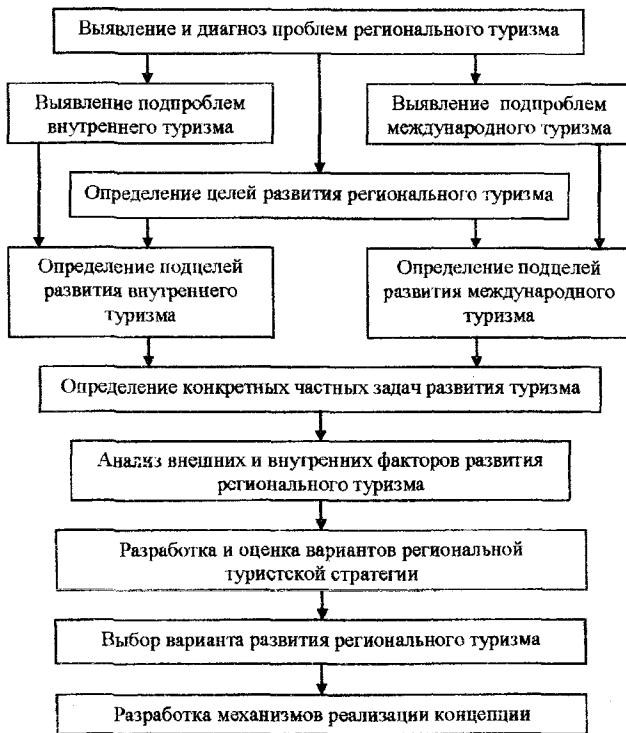 Выявление и диагноз проблем регионального туризма
Выявление подпроблем
внутреннего туризма
Выявление подпроблем
международного туризма
Определение целей развития регионального туризма
Определение подцелей
развития внутреннего
туризма
Определение подцелей
развития международного
туризма
Определение конкретных частных задач развития туризма
Анализ внешних и внутренних факторов развития
регионального туризма
Разработка и оценка вариантов региональной
туристской стратегии
Выбор варианта развития регионального туризма
Разработка механизмов реализации концепции